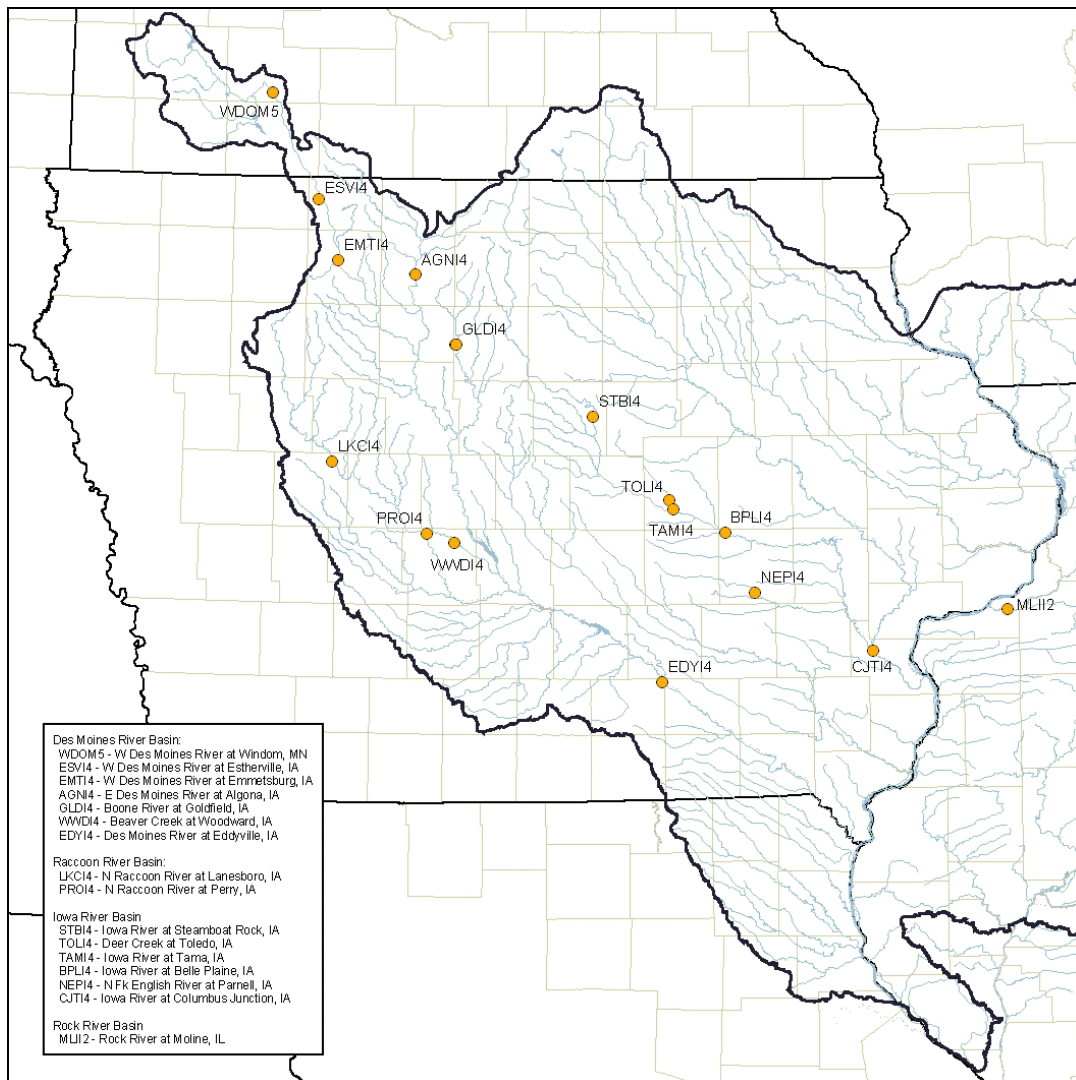 WDOM5
ESVI4
EMTI4
AGNI4
GLDI4
STBI4
LKCI4
TOLI4
PROI4
TAMI4
BPLI4
WWDI4
NEPI4
MLII2
CJTI4
EDYI4
Des Moines River Basin:
WDOM5 - W Des Moines River at Windom, MN
ESVI4 - W Des Moines River at Estherville, IA
EMTI4 - W Des Moines River at Emmetsburg, IA
AGNI4 - E Des Moines River at Algona, IA
GLDI4 - Boone River at Goldfield, IA
WWDI4 - Beaver Creek at Woodward, IA
EDYI4 - Des Moines River at Eddyville, IA
Raccoon River Basin:
LKCI4 - N Raccoon River at Lanesboro, IA
PROI4 - N Raccoon River at Perry, IA
Iowa River Basin
STBI4 - Iowa River at Steamboat Rock, IA
TOLI4 - Deer Creek at Toledo, IA
TAMI4 - Iowa River at Tama, IA
BPLI4 - Iowa River at Belle Plaine, IA
NEPI4 - N Fk English River at Parnell, IA
CJTI4 - Iowa River at Columbus Junction, IA
Rock River Basin
MLII2 - Rock River at Moline, IL